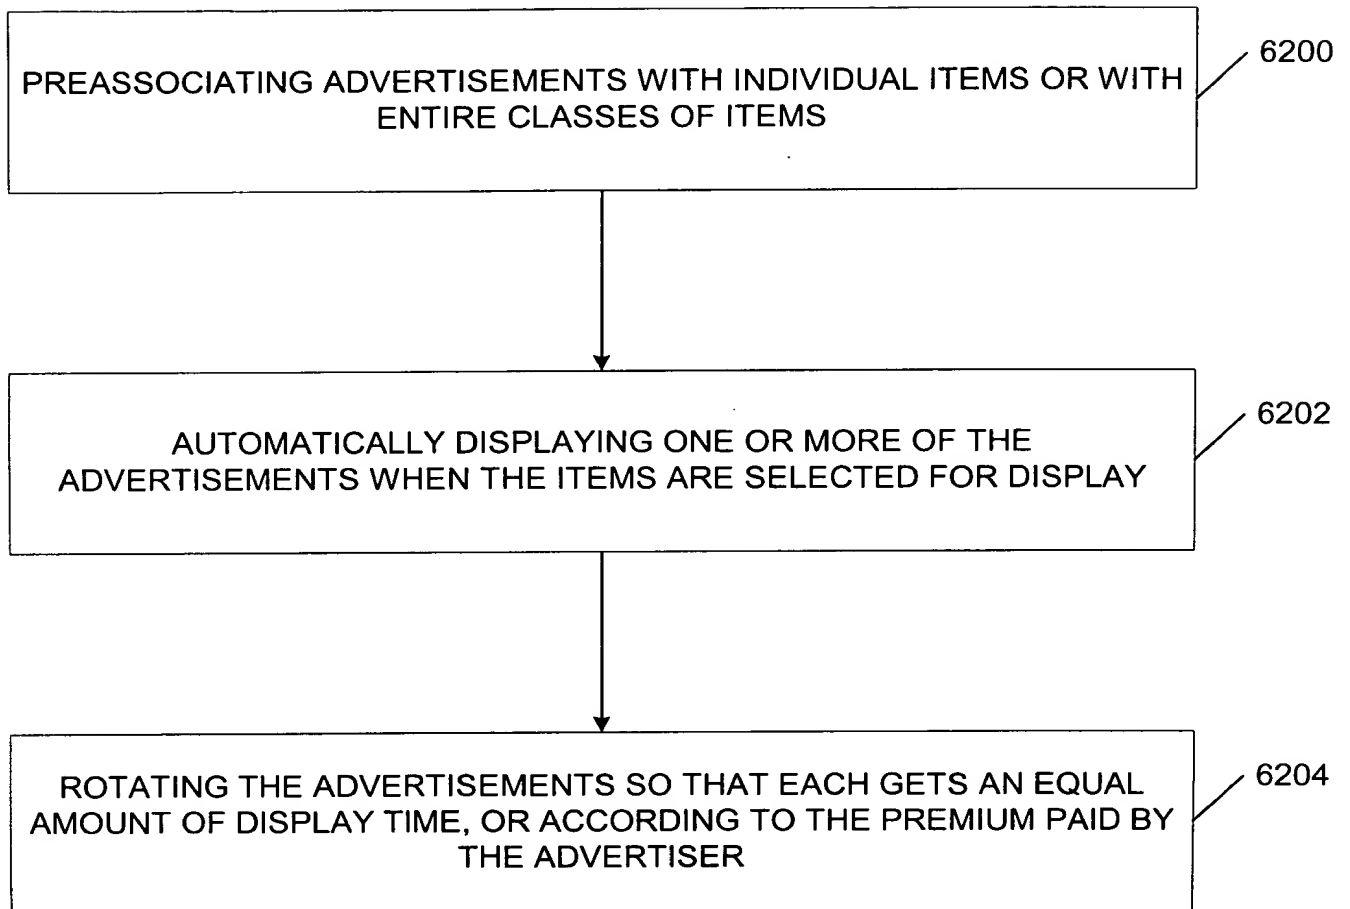 PREASSOCIATING ADVERTISEMENTS WITH INDIVIDUAL ITEMS OR WITH
ENTIRE CLASSES OF ITEMS
6200
AUTOMATICALLY DISPLAYING ONE OR MORE OF THE
ADVERTISEMENTS WHEN THE ITEMS ARE SELECTED FOR DISPLAY
6202
ROTATING THE ADVERTISEMENTS SO THAT EACH GETS AN EQUAL
AMOUNT OF DISPLAY TIME, OR ACCORDING TO THE PREMIUM PAID BY
THE ADVERTISER
6204